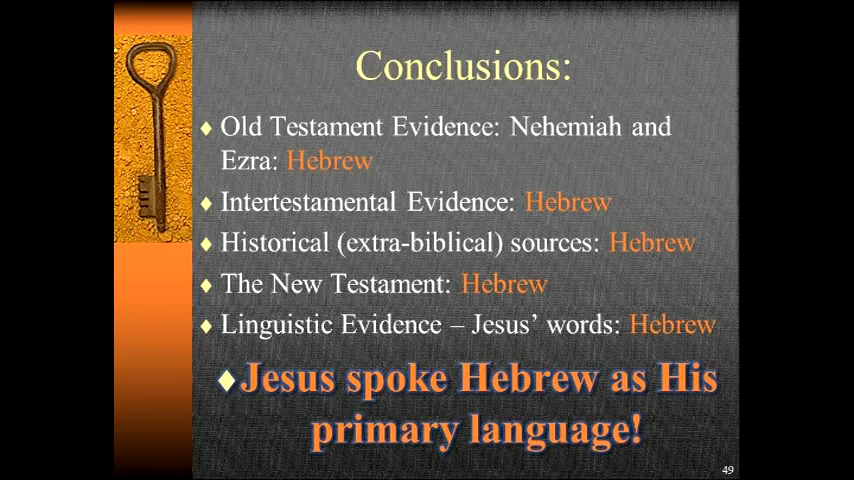 Conclusions:
♦ Old Testament Evidence: Nehemiah and
Ezra: Hebrew
♦ Intertestamental Evidence: Hebrew
♦ Historical (extra-biblical) sources: Hebrew
♦ The New Testament: Hebrew
♦ Linguistic Evidence – Jesus’ words: Hebrew
♦ Jesus spoke Hebrew as His
primary language!
49